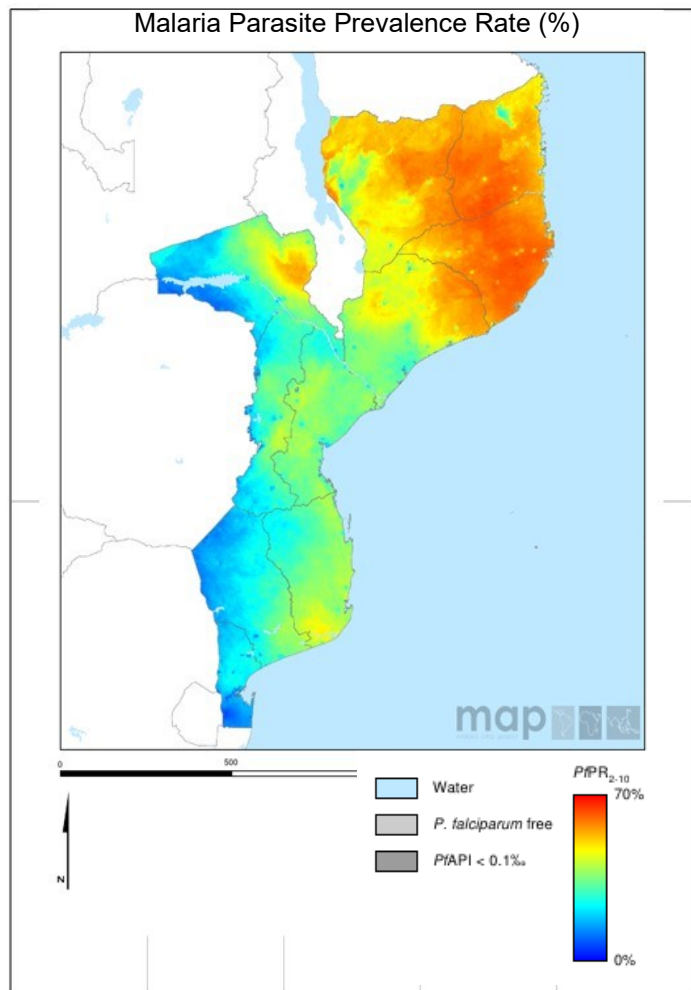 Malaria Parasite Prevalence Rate (%)
map
0
500
N
Water
P. falciparum free
PfAPI < 0.1‰
PfPR2-10
70%
0%